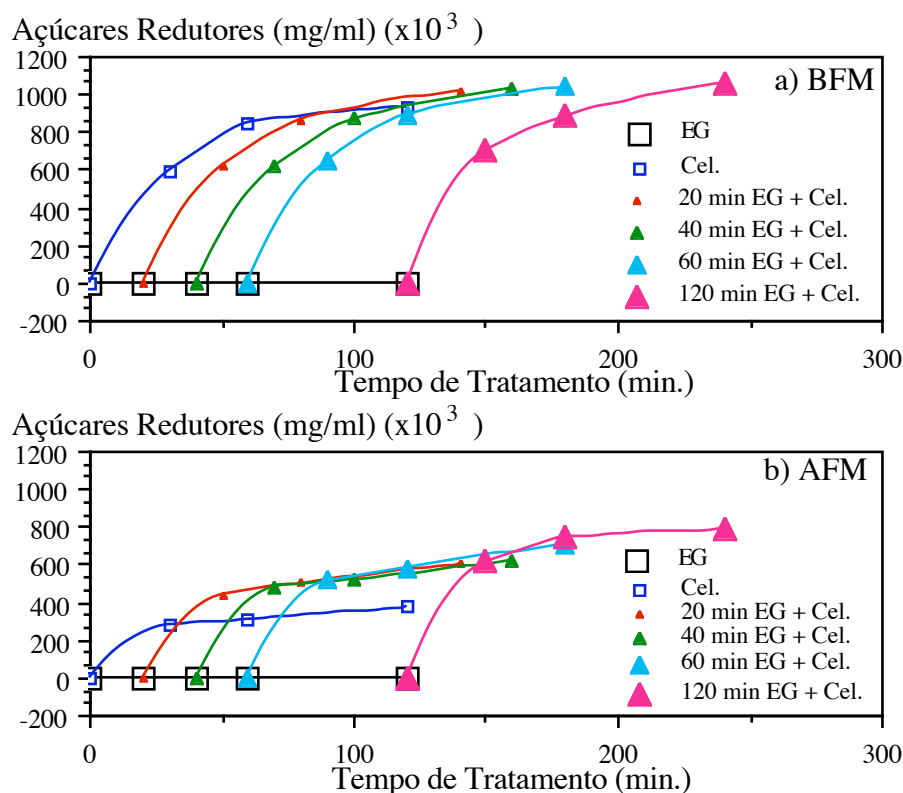 Açúcares Redutores (mg/ml) (x10³ )
1200
1000
800
600
400
200
0
-200
a) BFM
EG
Cel.
20 min EG + Cel.
40 min EG + Cel.
60 min EG + Cel.
120 min EG + Cel.
0
100
200
300
Tempo de Tratamento (min.)
Açúcares Redutores (mg/ml) (x10³ )
1200
1000
800
600
400
200
0
-200
b) AFM
EG
Cel.
20 min EG + Cel.
40 min EG + Cel.
60 min EG + Cel.
120 min EG + Cel.
0
100
200
300
Tempo de Tratamento (min.)